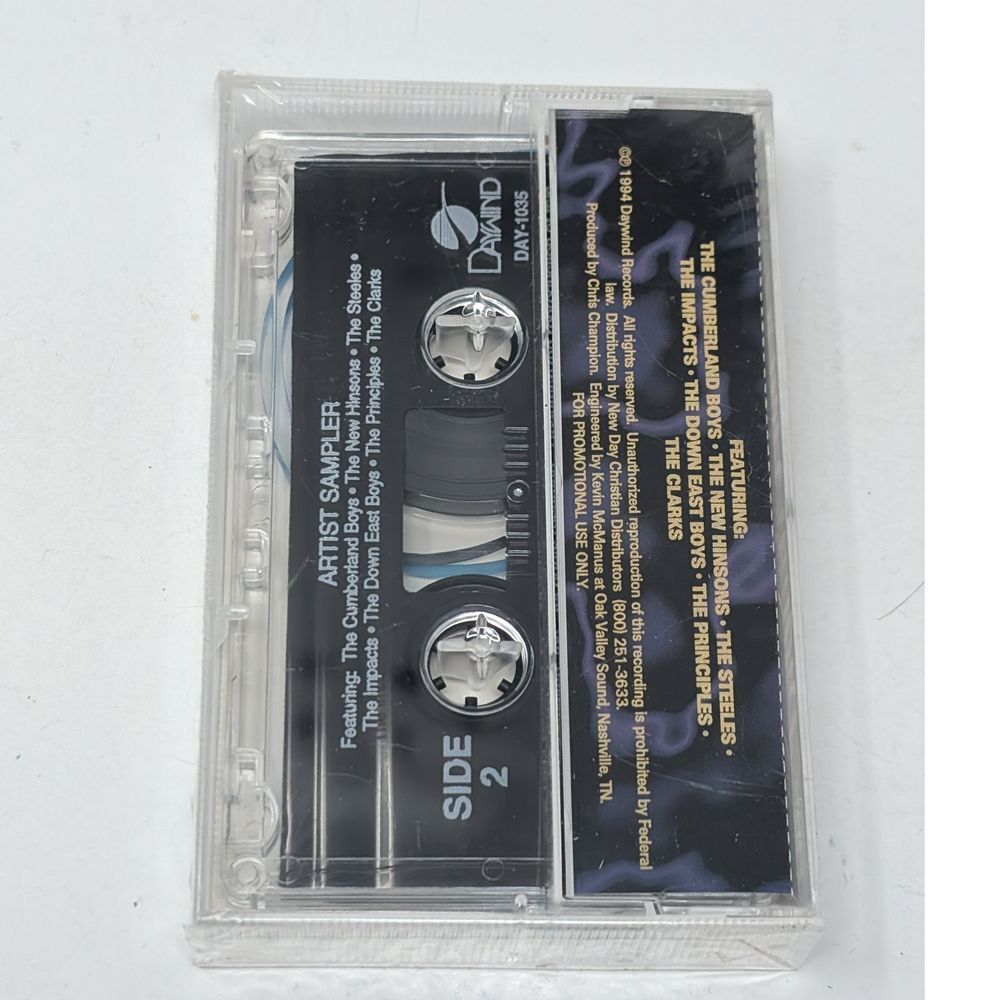 DAYWIND
DAY-1035
ARTIST SAMPLER
Featuring: The Cumberland Boys • The New Hinsons • The Steeles •
The Impacts • The Down East Boys • The Principles • The Clarks
SIDE
2
FEATURING:
THE CUMBERLAND BOYS • THE NEW HINSONS • THE STEELES •
THE IMPACTS • THE DOWN EAST BOYS • THE PRINCIPLES •
THE CLARKS
©℗ 1994 Daywind Records. All rights reserved. Unauthorized reproduction of this recording is prohibited by Federal
law. Distribution by New Day Christian Distributors (800) 251-3633.
Produced by Chris Champion. Engineered by Kevin McManus at Oak Valley Sound, Nashville, TN.
FOR PROMOTIONAL USE ONLY.